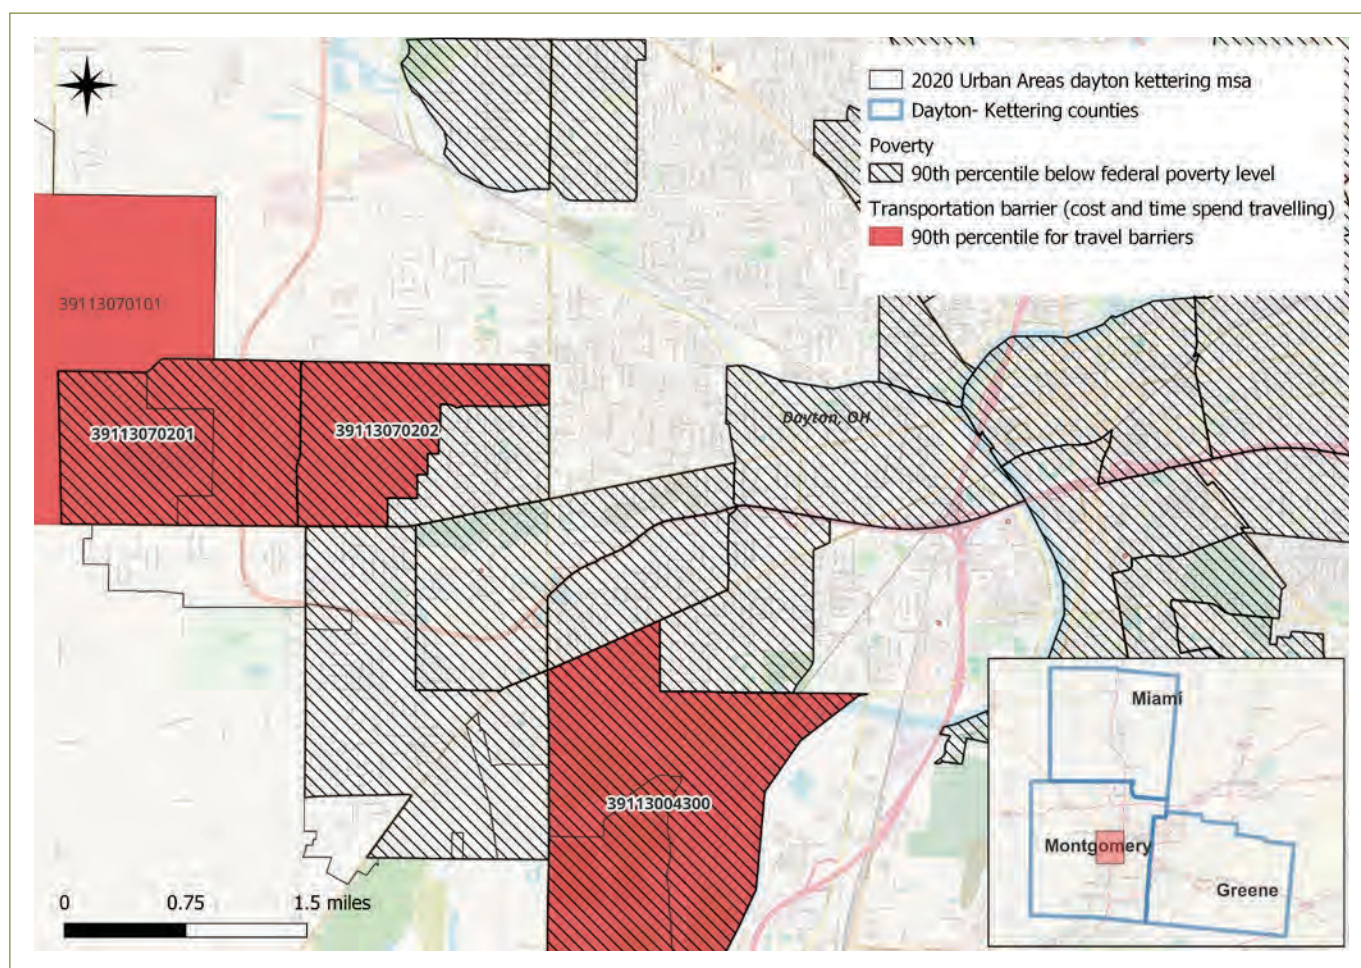 2020 Urban Areas dayton kettering msa
Dayton- Kettering counties
Poverty
90th percentile below federal poverty level
Transportation barrier (cost and time spend travelling)
90th percentile for travel barriers
39113070101
39113070201
39113070202
Dayton, OH
39113004300
Miami
Montgomery
Greene
0 0.75 1.5 miles